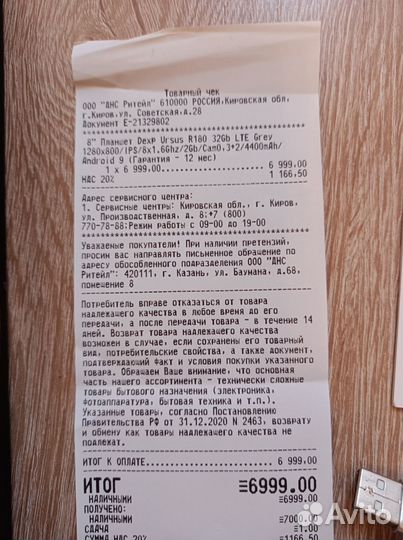 Товарный чек
ООО "ДНС Ритейл" 610000 РОССИЯ,Кировская обл,
г.Киров,ул. Советская,д.28
Документ Е-21329802
8" Планшет DexP Ursus R180 32Gb LTE Grey
1280x800/IPS/8x1.6Ghz/2Gb/Cam0.3+2/4400mAh/
Android 9 (Гарантия - 12 мес)
1 x 6 999.00.................. 6 999.00
НДС 20% 1 166,50
Адрес сервисного центра:
1. Сервисные центры: Кировская обл., г. Киров,
ул. Производственная, д. 8;+7 (800)
770-78-88;Режим работы с 09-00 до 19-00
Уважаемые покупатели! При наличии претензий,
просим вас направлять письменное обращение по
адресу обособленного подразделения ООО "ДНС
Ритейл": 420111, г. Казань, ул. Баумана, д.68,
помещение 8
Потребитель вправе отказаться от товара
надлежащего качества в любое время до его
передачи, а после передачи товара - в течение 14
дней. Возврат товара надлежащего качества
возможен в случае, если сохранены его товарный
вид, потребительские свойства, а также документ,
подтверждающий факт и условия покупки указанного
товара. Обращаем Ваше внимание, что основная
часть нашего ассортимента - технически сложные
товары бытового назначения (электроника,
фотоаппаратура, бытовая техника и т.п.).
Указанные товары, согласно Постановлению
Правительства РФ от 31.12.2020 N 2463, возврату
и обмену как товары надлежащего качества не
подлежат.
ИТОГ К ОПЛАТЕ...................... 6 999.00
ИТОГ ≡6999.00
НАЛИЧНЫМИ ≡6999.00
ПОЛУЧЕНО:
НАЛИЧНЫМИ ≡7000.00
СДАЧА ≡1.00
СУММА НДС 20% ≡1166.50
Avito